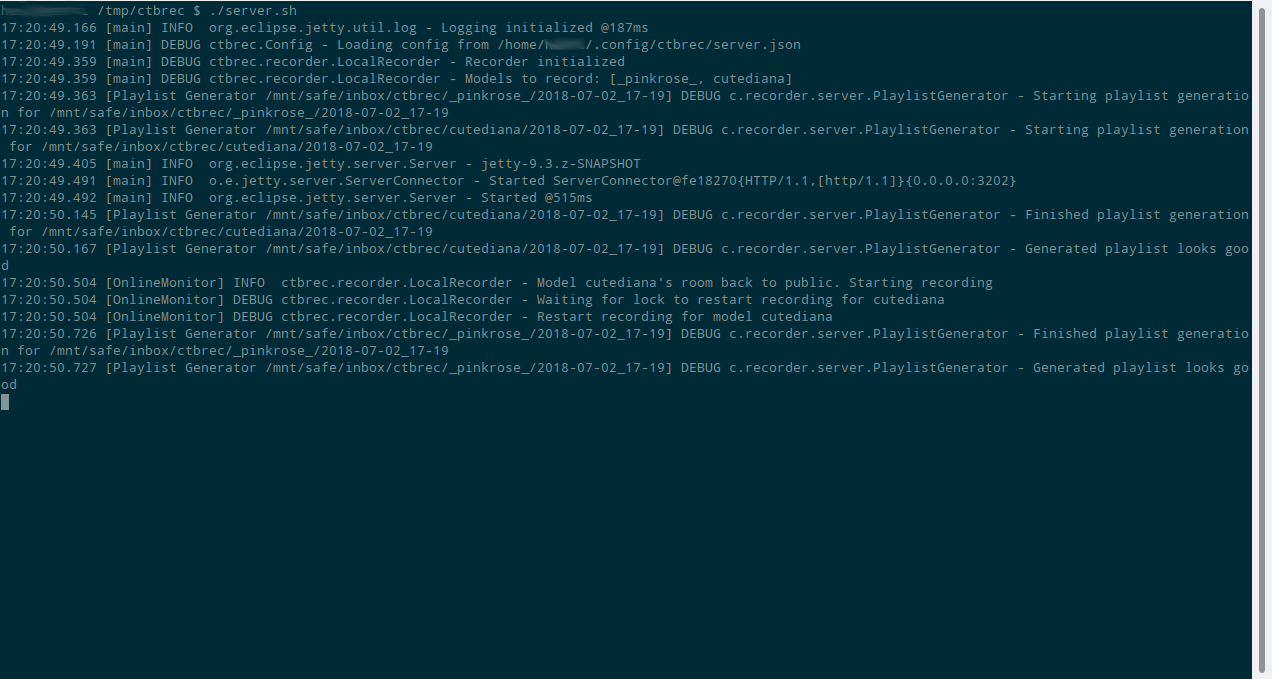 /tmp/ctbrec $ ./server.sh
17:20:49.166 [main] INFO  org.eclipse.jetty.util.log - Logging initialized @187ms
17:20:49.191 [main] DEBUG ctbrec.Config - Loading config from /home/ /.config/ctbrec/server.json
17:20:49.359 [main] DEBUG ctbrec.recorder.LocalRecorder - Recorder initialized
17:20:49.359 [main] DEBUG ctbrec.recorder.LocalRecorder - Models to record: [_pinkrose_, cutediana]
17:20:49.363 [Playlist Generator /mnt/safe/inbox/ctbrec/_pinkrose_/2018-07-02_17-19] DEBUG c.recorder.server.PlaylistGenerator - Starting playlist generatio
n for /mnt/safe/inbox/ctbrec/_pinkrose_/2018-07-02_17-19
17:20:49.363 [Playlist Generator /mnt/safe/inbox/ctbrec/cutediana/2018-07-02_17-19] DEBUG c.recorder.server.PlaylistGenerator - Starting playlist generation
 for /mnt/safe/inbox/ctbrec/cutediana/2018-07-02_17-19
17:20:49.405 [main] INFO  org.eclipse.jetty.server.Server - jetty-9.3.z-SNAPSHOT
17:20:49.491 [main] INFO  o.e.jetty.server.ServerConnector - Started ServerConnector@fe18270{HTTP/1.1,[http/1.1]}{0.0.0.0:3202}
17:20:49.492 [main] INFO  org.eclipse.jetty.server.Server - Started @515ms
17:20:50.145 [Playlist Generator /mnt/safe/inbox/ctbrec/cutediana/2018-07-02_17-19] DEBUG c.recorder.server.PlaylistGenerator - Finished playlist generation
 for /mnt/safe/inbox/ctbrec/cutediana/2018-07-02_17-19
17:20:50.167 [Playlist Generator /mnt/safe/inbox/ctbrec/cutediana/2018-07-02_17-19] DEBUG c.recorder.server.PlaylistGenerator - Generated playlist looks goo
d
17:20:50.504 [OnlineMonitor] INFO  ctbrec.recorder.LocalRecorder - Model cutediana's room back to public. Starting recording
17:20:50.504 [OnlineMonitor] DEBUG ctbrec.recorder.LocalRecorder - Waiting for lock to restart recording for cutediana
17:20:50.504 [OnlineMonitor] DEBUG ctbrec.recorder.LocalRecorder - Restart recording for model cutediana
17:20:50.726 [Playlist Generator /mnt/safe/inbox/ctbrec/_pinkrose_/2018-07-02_17-19] DEBUG c.recorder.server.PlaylistGenerator - Finished playlist generatio
n for /mnt/safe/inbox/ctbrec/_pinkrose_/2018-07-02_17-19
17:20:50.727 [Playlist Generator /mnt/safe/inbox/ctbrec/_pinkrose_/2018-07-02_17-19] DEBUG c.recorder.server.PlaylistGenerator - Generated playlist looks go
od